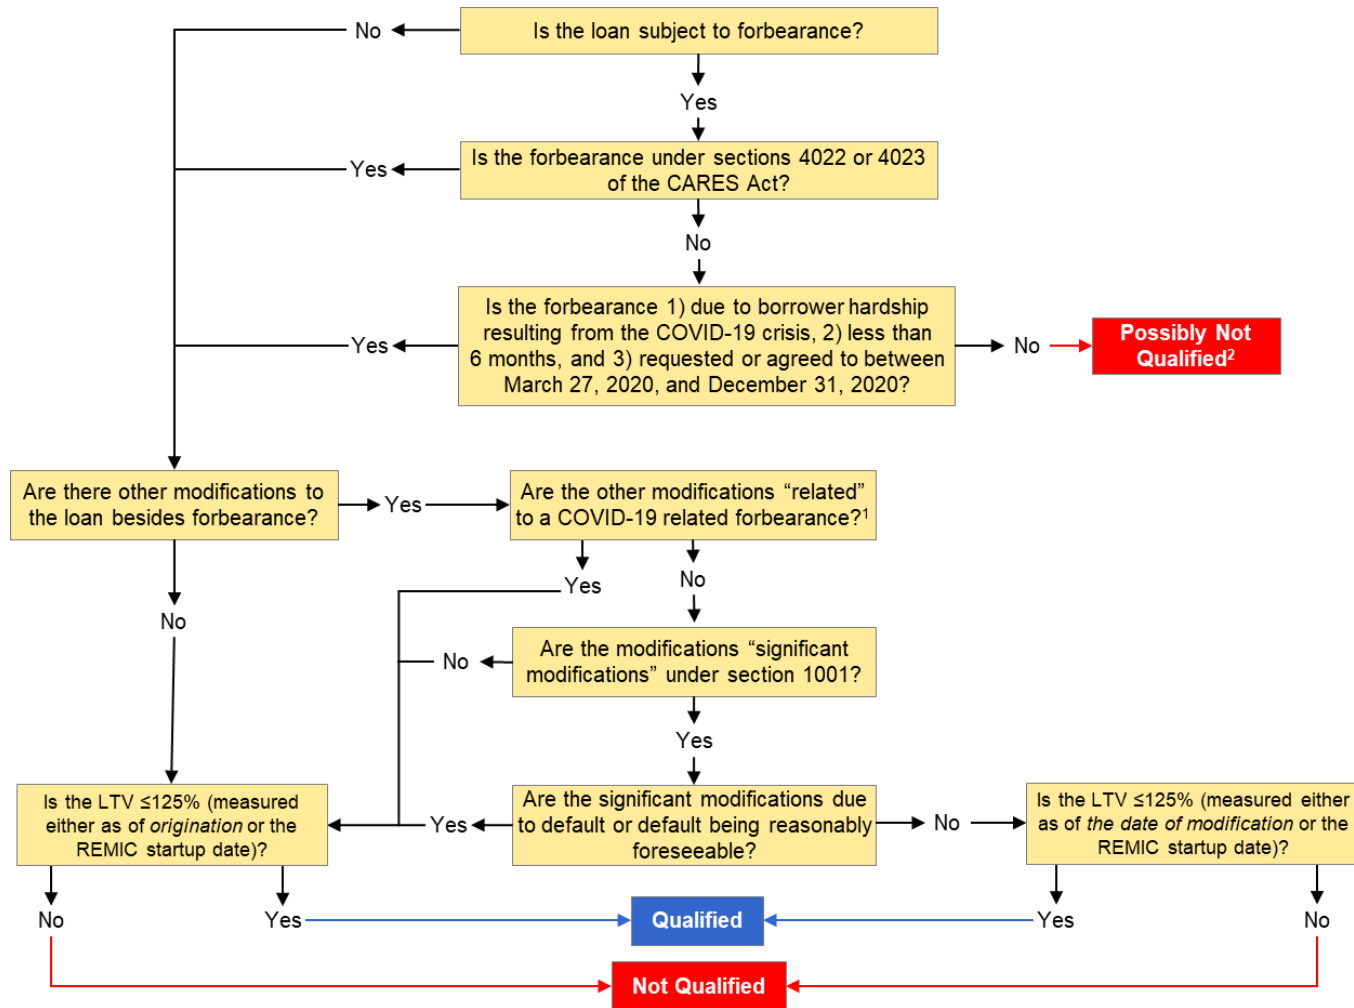 No
Is the loan subject to forbearance?
Yes
Yes
Is the forbearance under sections 4022 or 4023
of the CARES Act?
No
Yes
Is the forbearance 1) due to borrower hardship
resulting from the COVID-19 crisis, 2) less than
6 months, and 3) requested or agreed to between
March 27, 2020, and December 31, 2020?
No
Possibly Not
Qualified²
Are there other modifications to
the loan besides forbearance?
Yes
Are the other modifications “related”
to a COVID-19 related forbearance?¹
Yes
No
No
No
Are the modifications “significant
modifications” under section 1001?
Yes
Is the LTV ≤125% (measured
either as of origination or the
REMIC startup date)?
Yes
Are the significant modifications due
to default or default being reasonably
foreseeable?
No
Is the LTV ≤125% (measured either
as of the date of modification or the
REMIC startup date)?
No
Yes
Qualified
Yes
No
Not Qualified